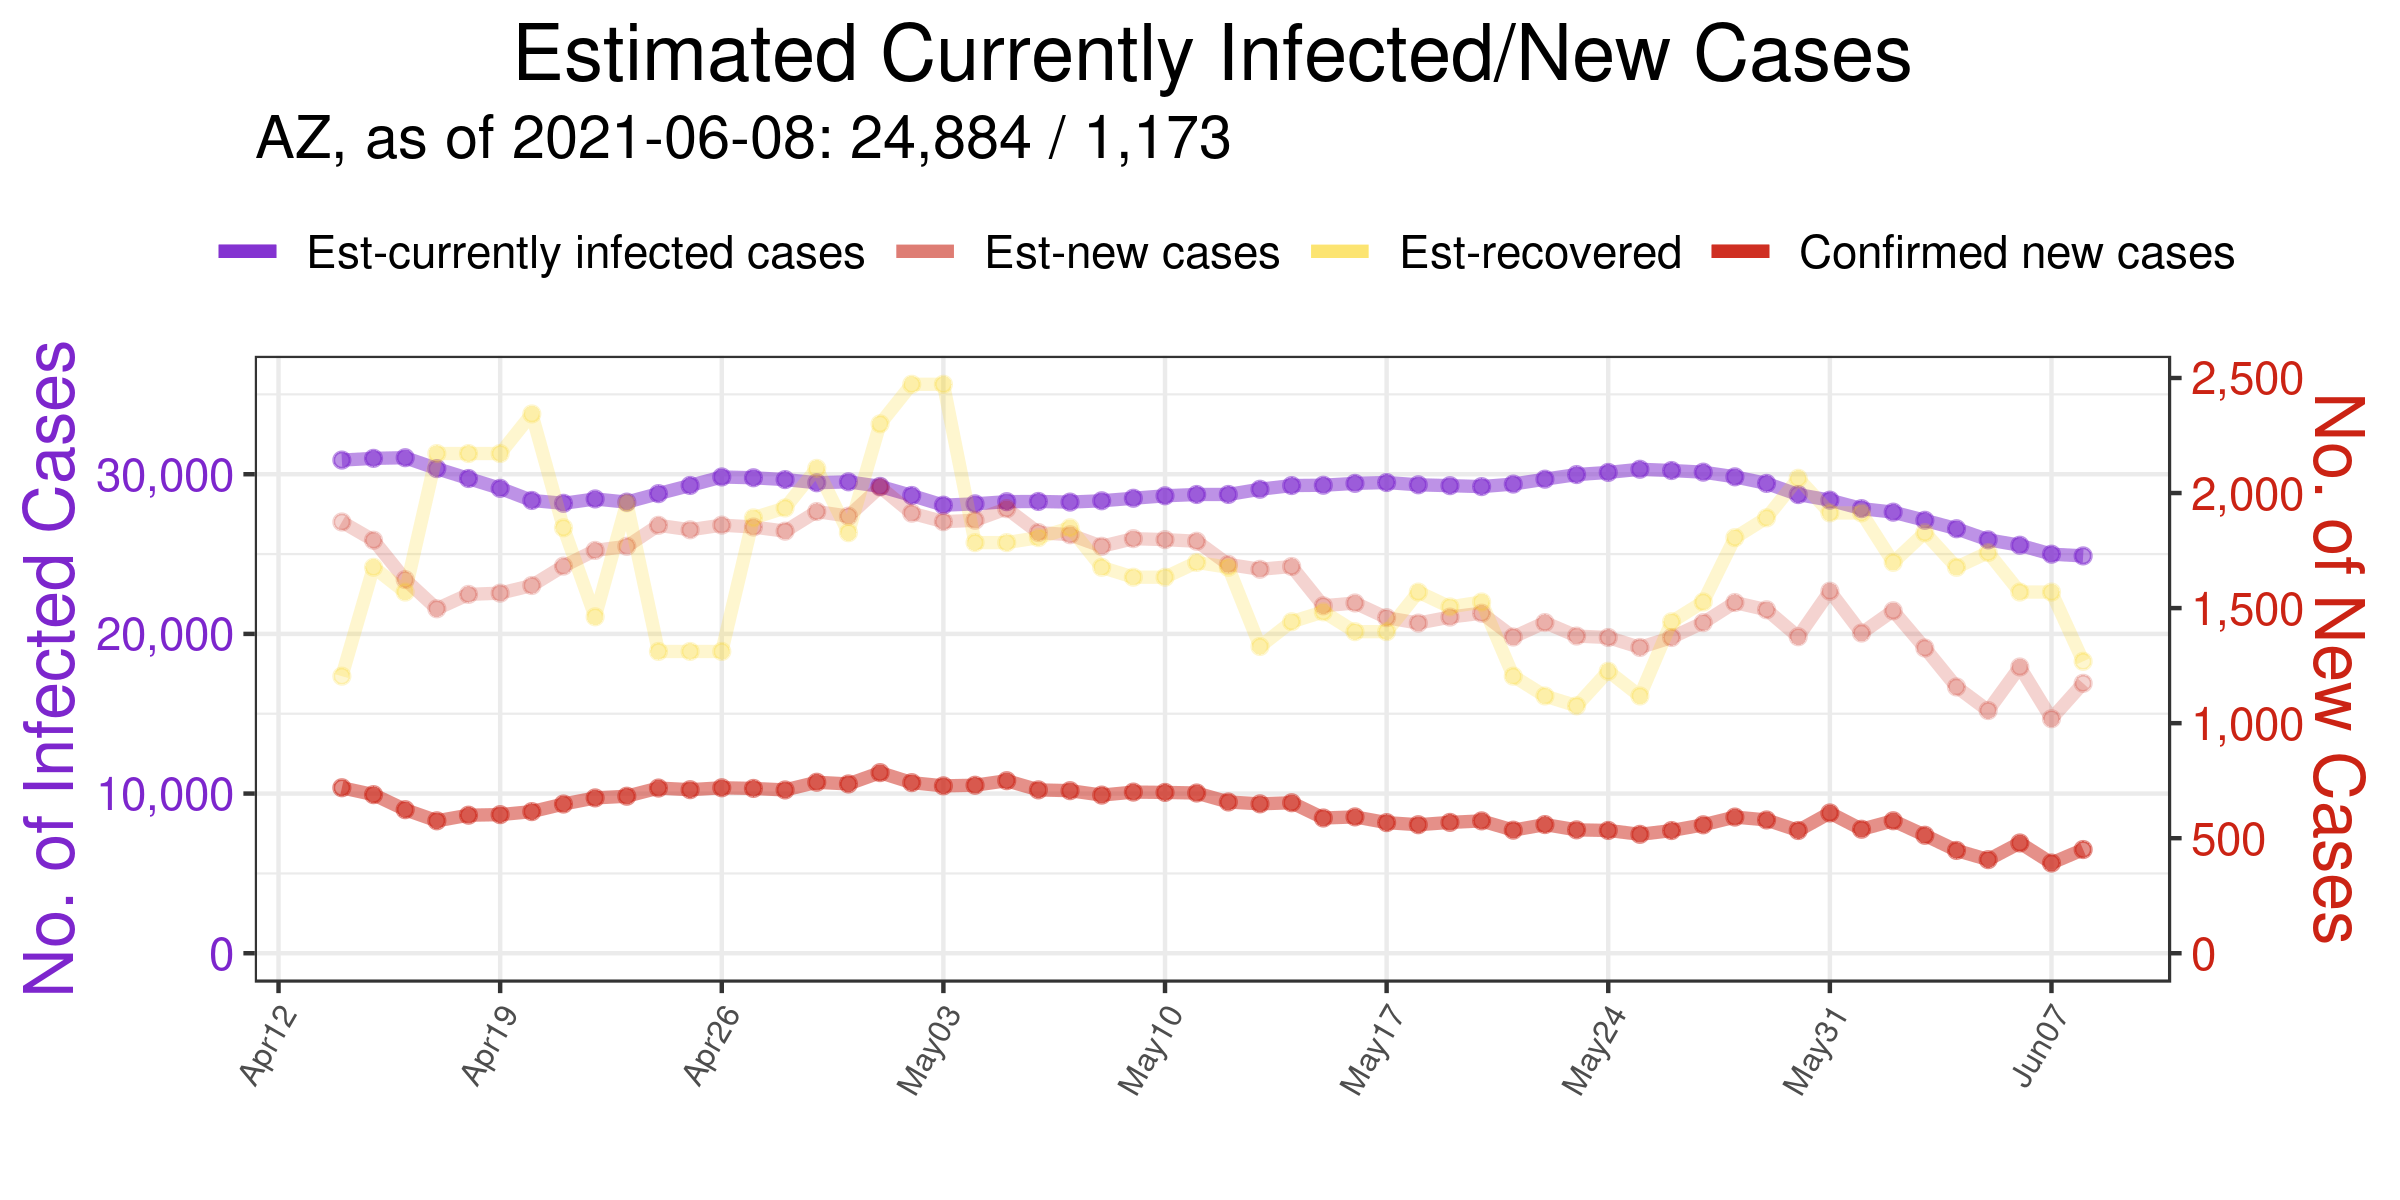 Estimated Currently Infected/New Cases
AZ, as of 2021-06-08: 24,884 / 1,173
Est-currently infected cases Est-new cases Est-recovered Confirmed new cases
No. of Infected Cases
30,000
20,000
10,000
0
2,500
2,000
1,500
1,000
500
0
No. of New Cases
Apr12 Apr19 Apr26 May03 May10 May17 May24 May31 Jun07